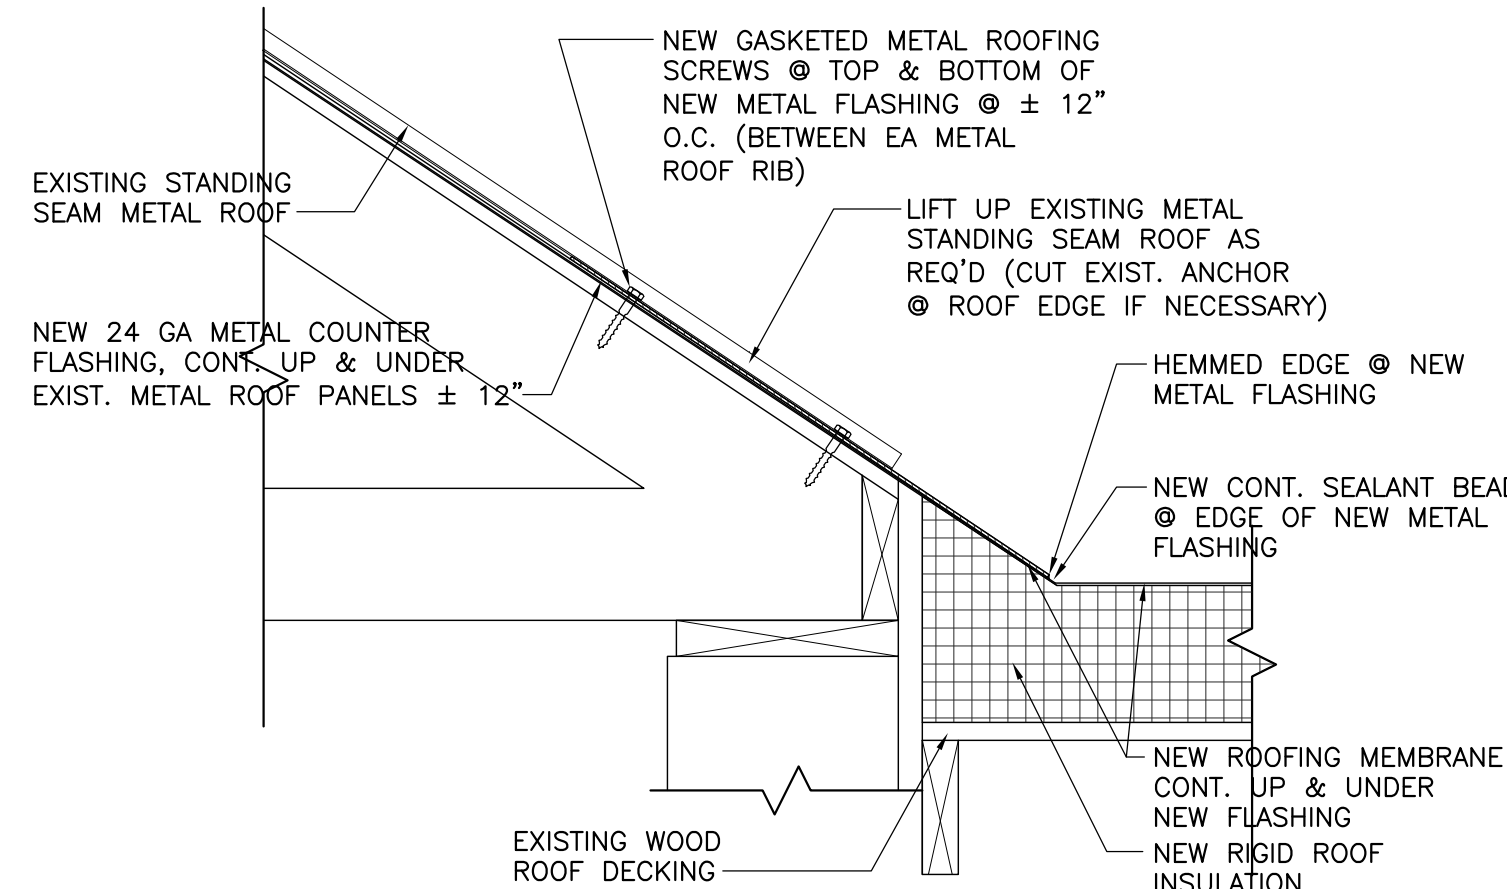 NEW GASKETED METAL ROOFING
SCREWS @ TOP & BOTTOM OF
NEW METAL FLASHING @ ± 12”
O.C. (BETWEEN EA METAL
ROOF RIB)
EXISTING STANDING
SEAM METAL ROOF
LIFT UP EXISTING METAL
STANDING SEAM ROOF AS
REQ’D (CUT EXIST. ANCHOR
@ ROOF EDGE IF NECESSARY)
NEW 24 GA METAL COUNTER
FLASHING, CONT. UP & UNDER
EXIST. METAL ROOF PANELS ± 12”
HEMMED EDGE @ NEW
METAL FLASHING
NEW CONT. SEALANT BEAD
@ EDGE OF NEW METAL
FLASHING
NEW ROOFING MEMBRANE
CONT. UP & UNDER
NEW FLASHING
EXISTING WOOD
ROOF DECKING
NEW RIGID ROOF
INSULATION